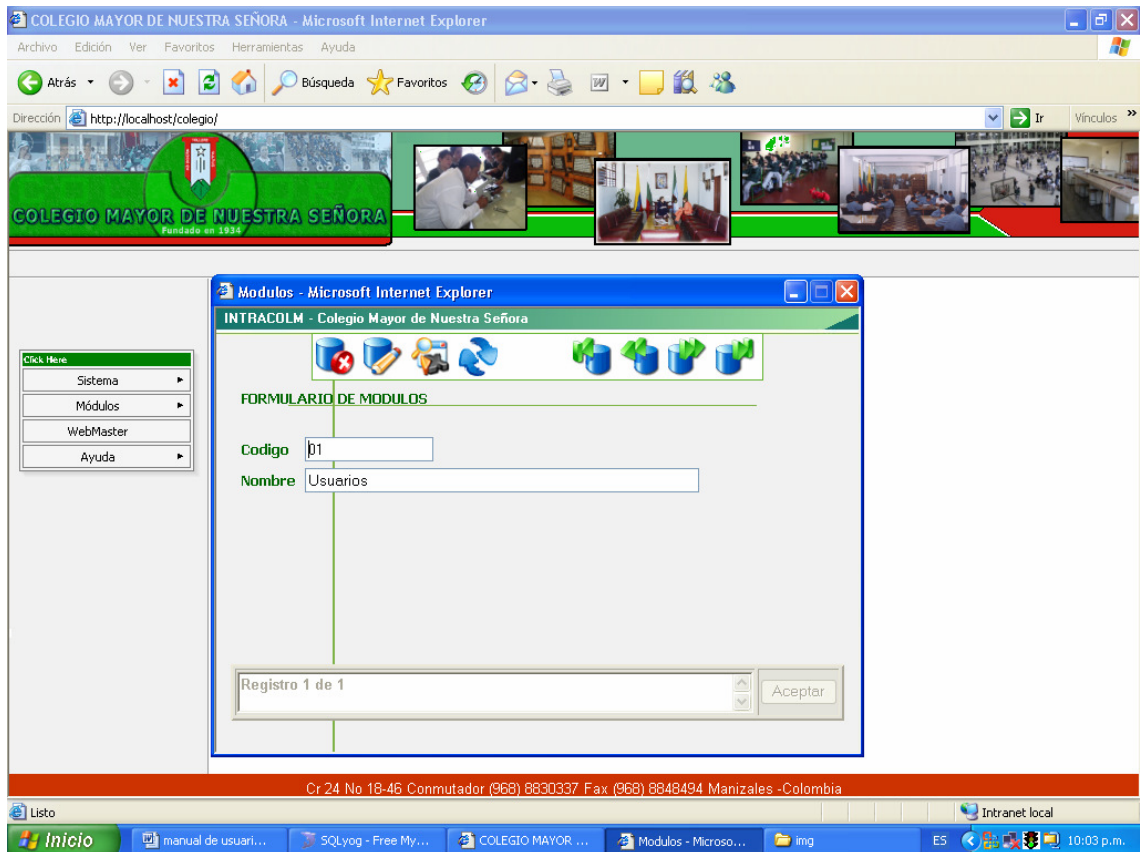 COLEGIO MAYOR DE NUESTRA SEÑORA - Microsoft Internet Explorer
Archivo Edición Ver Favoritos Herramientas Ayuda
Atrás Búsqueda Favoritos
Dirección http://localhost/colegio/ Ir Vínculos »
COLEGIO MAYOR DE NUESTRA SEÑORA
Fundado en 1934
Modulos - Microsoft Internet Explorer
INTRACOLM - Colegio Mayor de Nuestra Señora
Click Here
Sistema
Módulos
WebMaster
Ayuda
FORMULARIO DE MODULOS
Codigo 01
Nombre Usuarios
Registro 1 de 1
Aceptar
Cr 24 No 18-46 Conmutador (968) 8830337 Fax (968) 8848494 Manizales -Colombia
Listo Intranet local
Inicio manual de usuari... SQLyog - Free My... COLEGIO MAYOR ... Modulos - Microso... img ES 10:03 p.m.